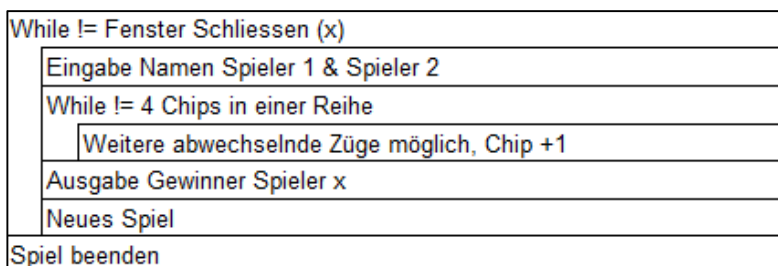 While != Fenster Schliessen (x)
Eingabe Namen Spieler 1 & Spieler 2
While != 4 Chips in einer Reihe
Weitere abwechselnde Züge möglich, Chip +1
Ausgabe Gewinner Spieler x
Neues Spiel
Spiel beenden